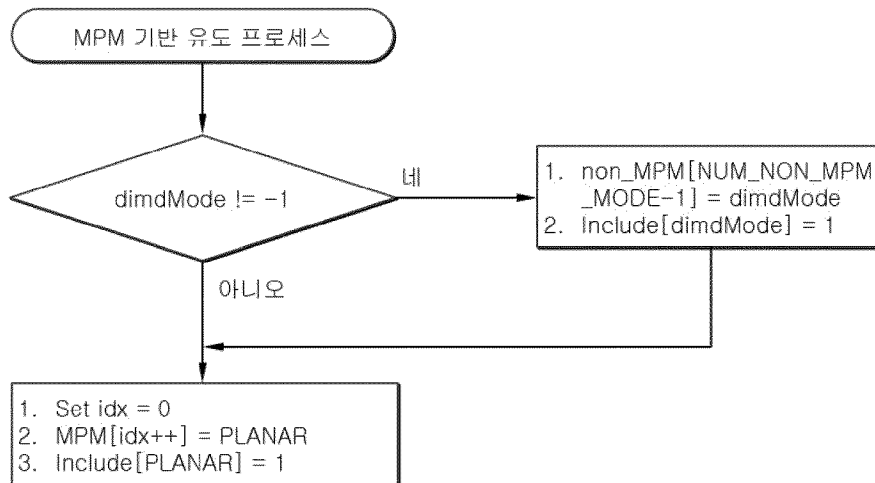 MPM 기반 유도 프로세스
dimdMode != -1
네
1. non_MPM[NUM_NON_MPM
_MODE-1] = dimdMode
2. Include[dimdMode] = 1
아니오
1. Set idx = 0
2. MPM[idx++] = PLANAR
3. Include[PLANAR] = 1